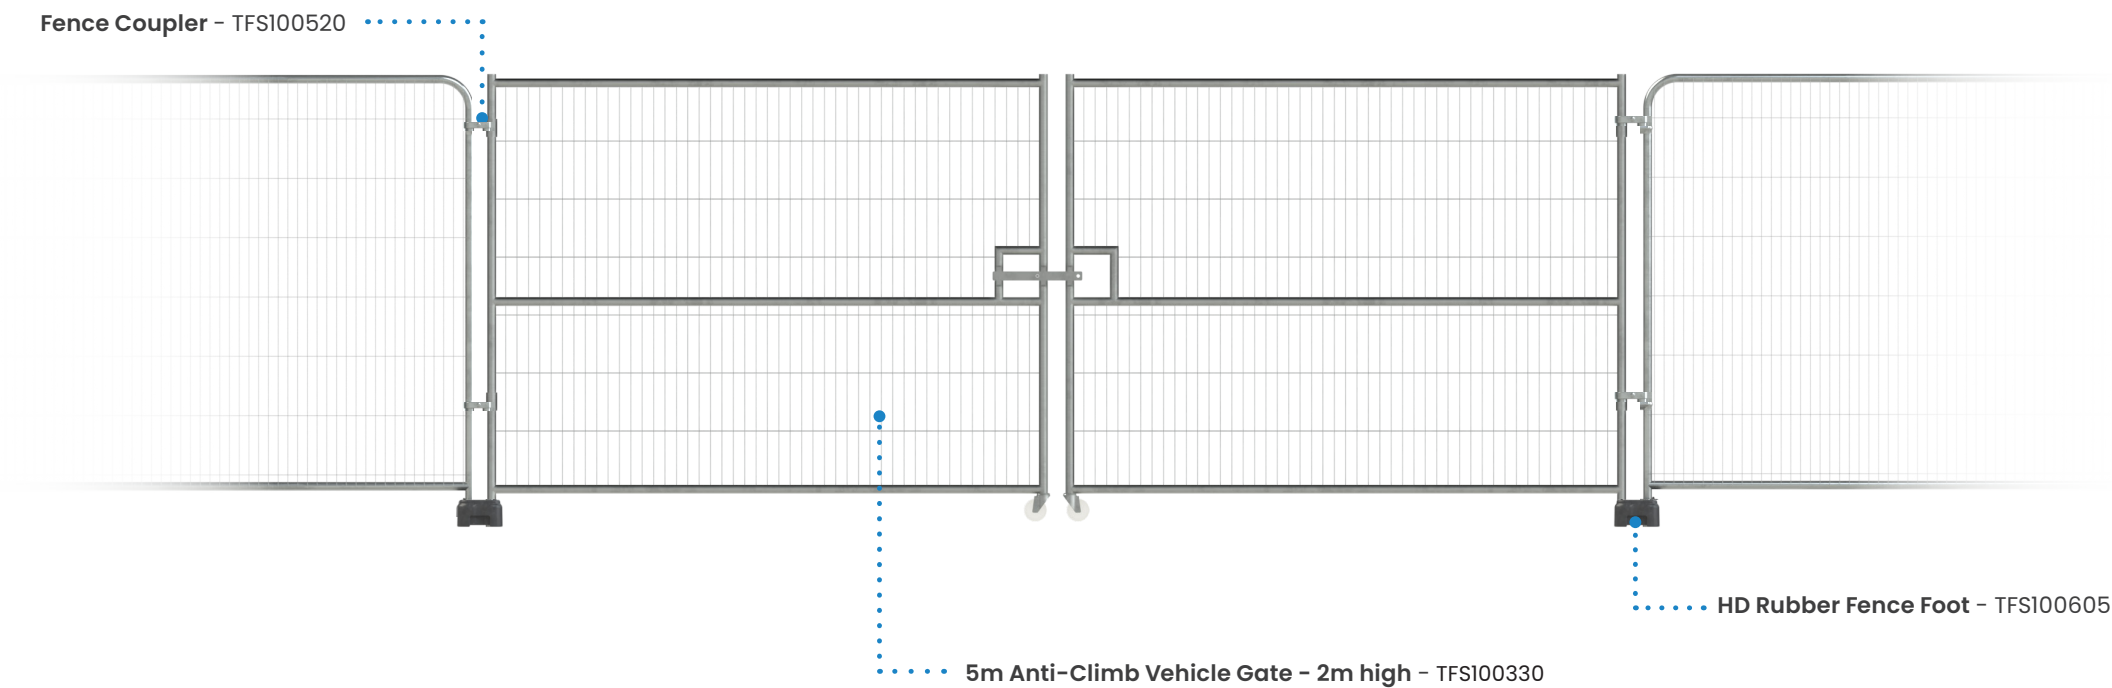 Fence Coupler - TFS100520
HD Rubber Fence Foot - TFS100605
5m Anti-Climb Vehicle Gate - 2m high - TFS100330